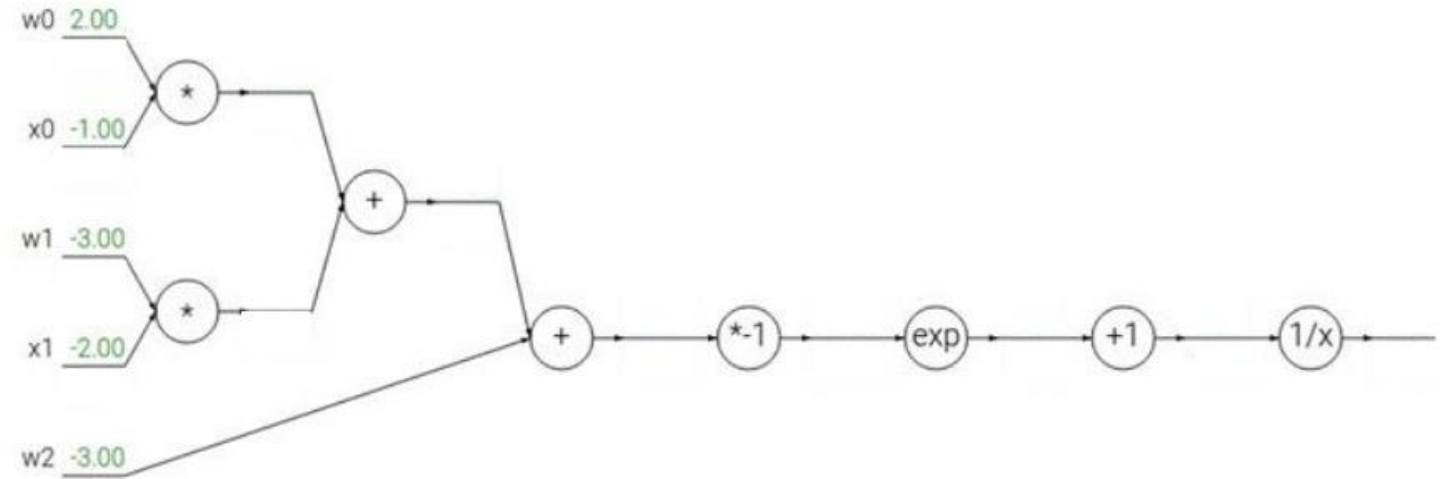 w0 2.00
*
x0 -1.00
+
w1 -3.00
*
x1 -2.00
+ *-1 exp +1 1/x
w2 -3.00